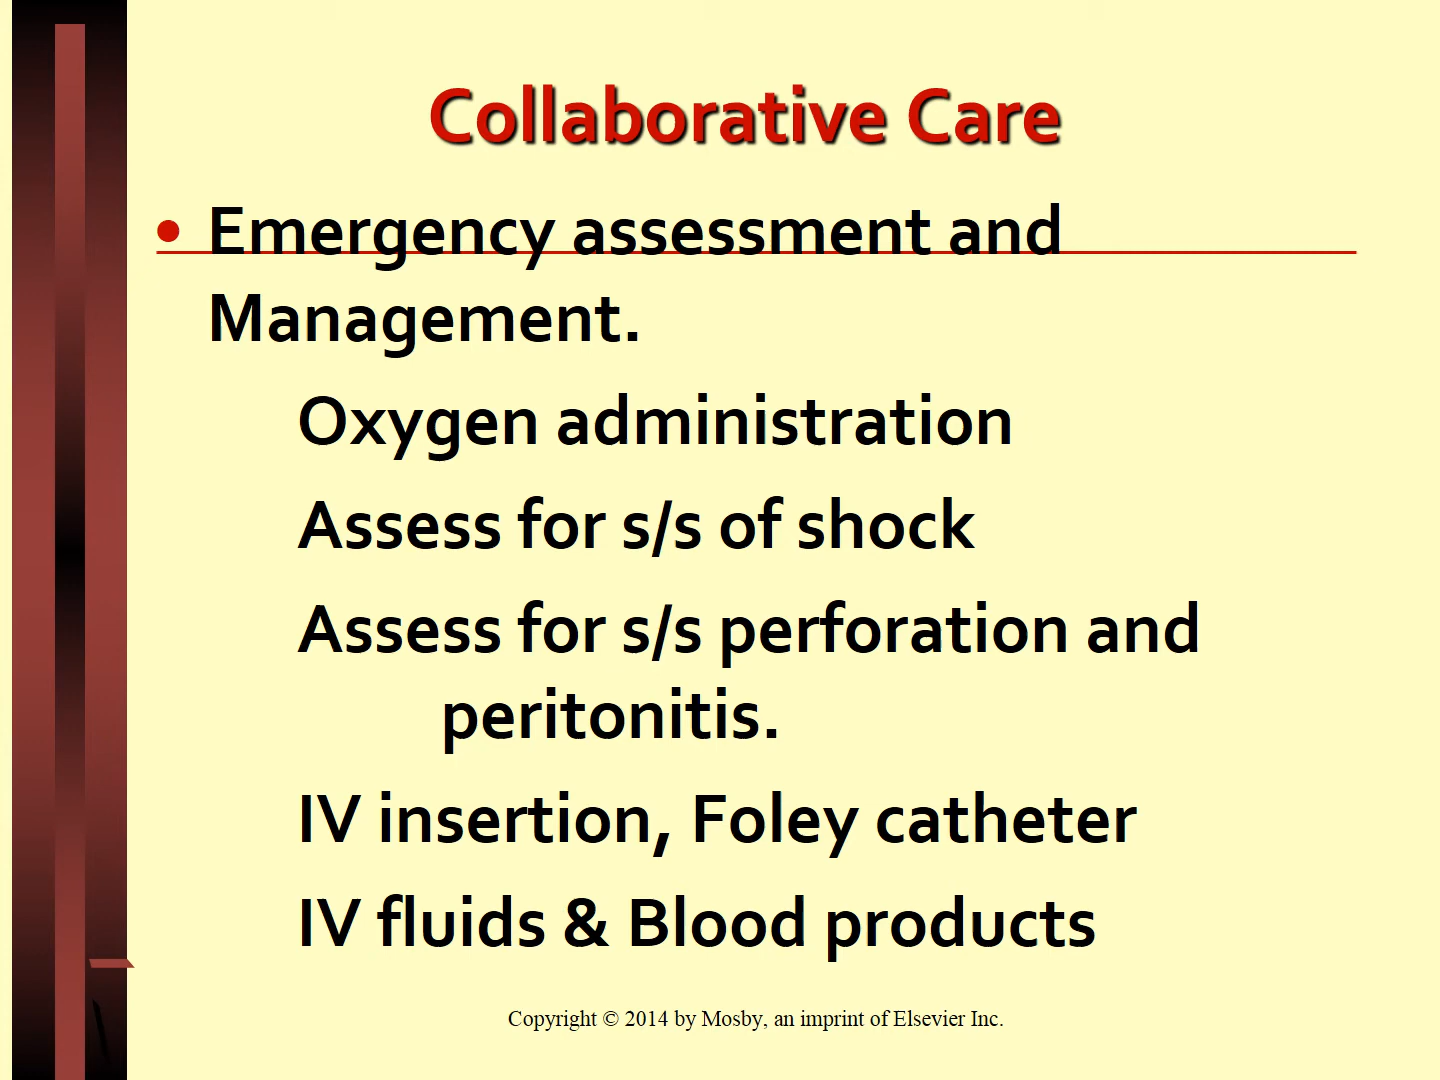 Collaborative Care
• Emergency assessment and
Management.
Oxygen administration
Assess for s/s of shock
Assess for s/s perforation and
peritonitis.
IV insertion, Foley catheter
IV fluids & Blood products
Copyright © 2014 by Mosby, an imprint of Elsevier Inc.